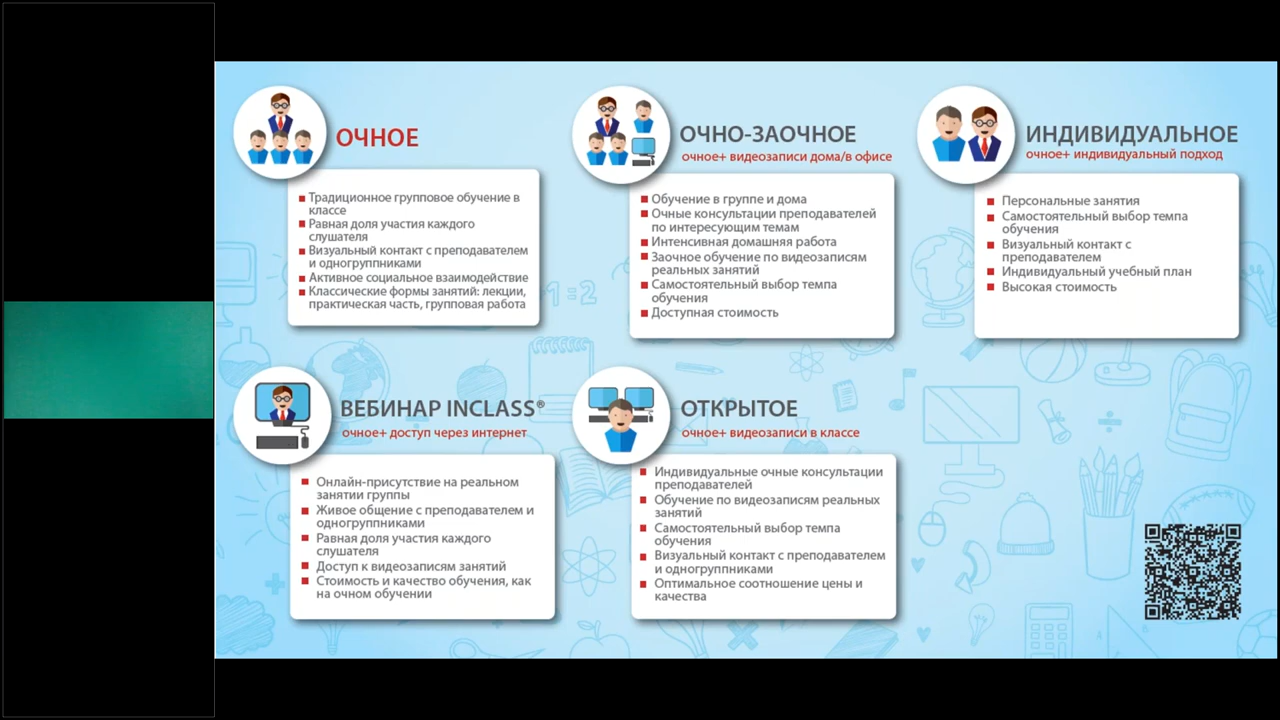 ОЧНОЕ
Традиционное групповое обучение в
классе
Равная доля участия каждого
слушателя
Визуальный контакт с преподавателем
и одногруппниками
Активное социальное взаимодействие
Классические формы занятий: лекции,
практическая часть, групповая работа
ОЧНО-ЗАОЧНОЕ
очное+ видеозаписи дома/в офисе
Обучение в группе и дома
Очные консультации преподавателей
по интересующим темам
Интенсивная домашняя работа
Заочное обучение по видеозаписям
реальных занятий
Самостоятельный выбор темпа
обучения
Доступная стоимость
ИНДИВИДУАЛЬНОЕ
очное+ индивидуальный подход
Персональные занятия
Самостоятельный выбор темпа
обучения
Визуальный контакт с
преподавателем
Индивидуальный учебный план
Высокая стоимость
ВЕБИНАР INCLASS®
очное+ доступ через интернет
Онлайн-присутствие на реальном
занятии группы
Живое общение с преподавателем и
одногруппниками
Равная доля участия каждого
слушателя
Доступ к видеозаписям занятий
Стоимость и качество обучения, как
на очном обучении
ОТКРЫТОЕ
очное+ видеозаписи в классе
Индивидуальные очные консультации
преподавателей
Обучение по видеозаписям реальных
занятий
Самостоятельный выбор темпа
обучения
Визуальный контакт с преподавателем
и одногруппниками
Оптимальное соотношение цены и
качества